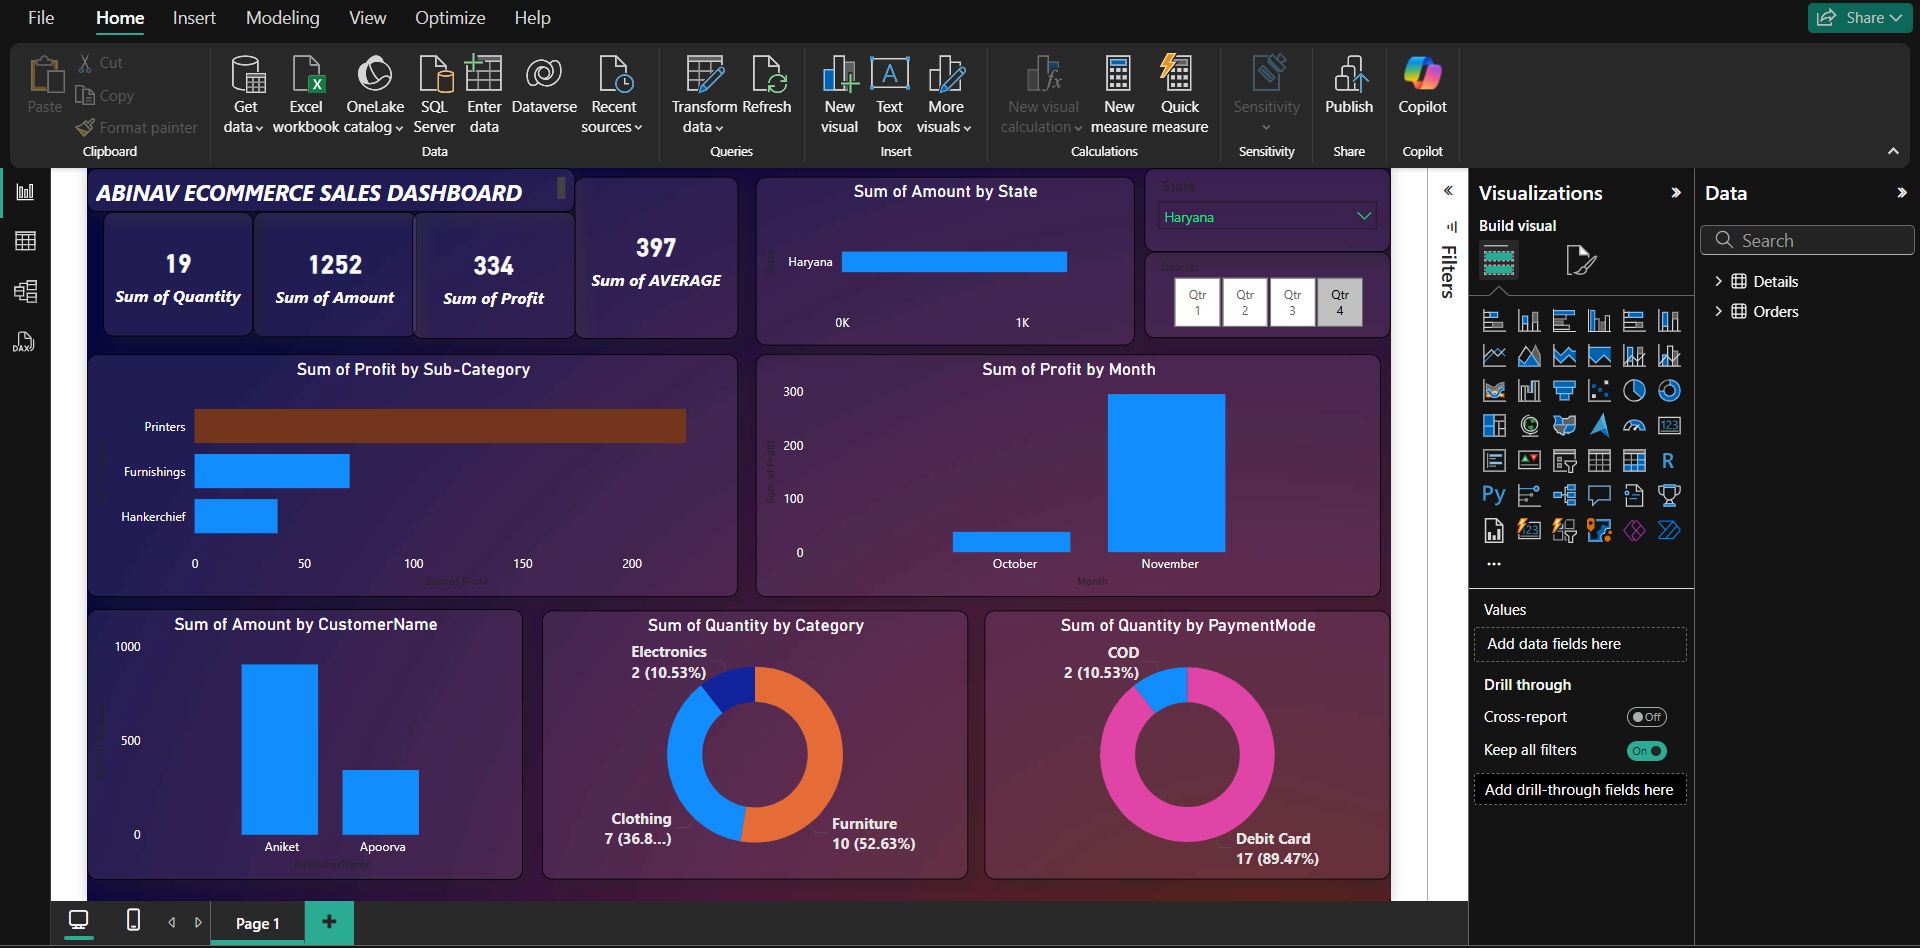 File
Home
Insert
Modeling
View
Optimize
Help
Share
Paste
Cut
Copy
Format painter
Clipboard
Get
data
Excel
workbook
OneLake
catalog
SQL
Server
Enter
data
Dataverse
Recent
sources
Data
Transform
data
Refresh
Queries
New
visual
Text
box
More
visuals
Insert
New visual
calculation
New
measure
Quick
measure
Calculations
Sensitivity
Sensitivity
Publish
Share
Copilot
Copilot
ABINAV ECOMMERCE SALES DASHBOARD
19
Sum of Quantity
1252
Sum of Amount
334
Sum of Profit
397
Sum of AVERAGE
Sum of Amount by State
State
Haryana
0K
1K
State
Haryana
Quarter
Qtr
1
Qtr
2
Qtr
3
Qtr
4
Sum of Profit by Sub-Category
Printers
Furnishings
Hankerchief
0
50
100
150
200
Sum of Profit
Sum of Profit by Month
Sum of Profit
300
200
100
0
October
November
Month
Sum of Amount by CustomerName
1000
500
0
Aniket
Apoorva
CustomerName
Sum of Quantity by Category
Electronics
2 (10.53%)
Clothing
7 (36.8...)
Furniture
10 (52.63%)
Sum of Quantity by PaymentMode
COD
2 (10.53%)
Debit Card
17 (89.47%)
Filters
Visualizations
Build visual
123
R
Py
123
Values
Add data fields here
Drill through
Cross-report
Off
Keep all filters
On
Add drill-through fields here
Data
Search
Details
Orders
DAX
Page 1